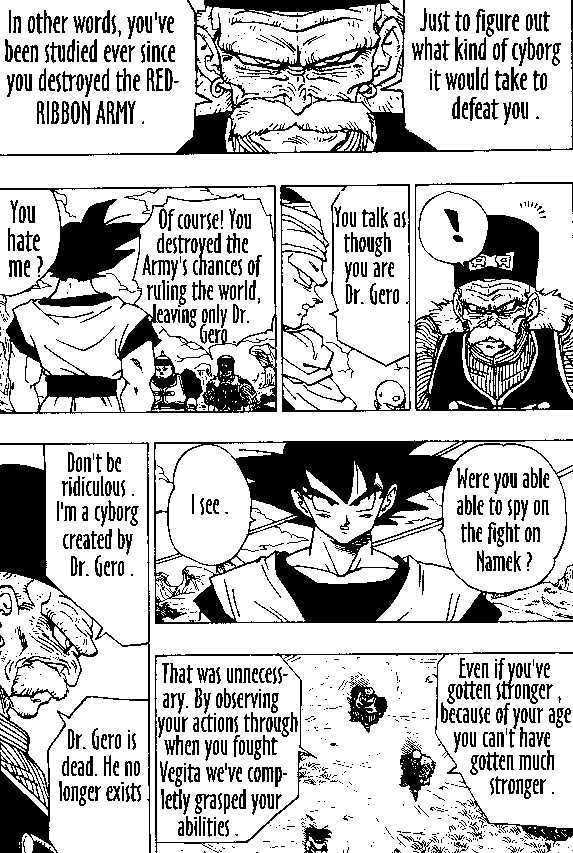 In other words, you've
been studied ever since
you destroyed the RED-
RIBBON ARMY .
Just to figure out
what kind of cyborg
it would take to
defeat you .
You
hate
me ?
Of course! You
destroyed the
Army's chances of
ruling the world,
leaving only Dr.
Gero
You talk as
though
you are
Dr. Gero .
!
Don't be
ridiculous .
I'm a cyborg
created by
Dr. Gero .
Dr. Gero is
dead. He no
longer exists
I see .
Were you able
able to spy on
the fight on
Namek ?
That was unnecess-
ary. By observing
your actions through
when you fought
Vegita we've comp-
letly grasped your
abilities .
Even if you've
gotten stronger ,
because of your age
you can't have
gotten much
stronger .